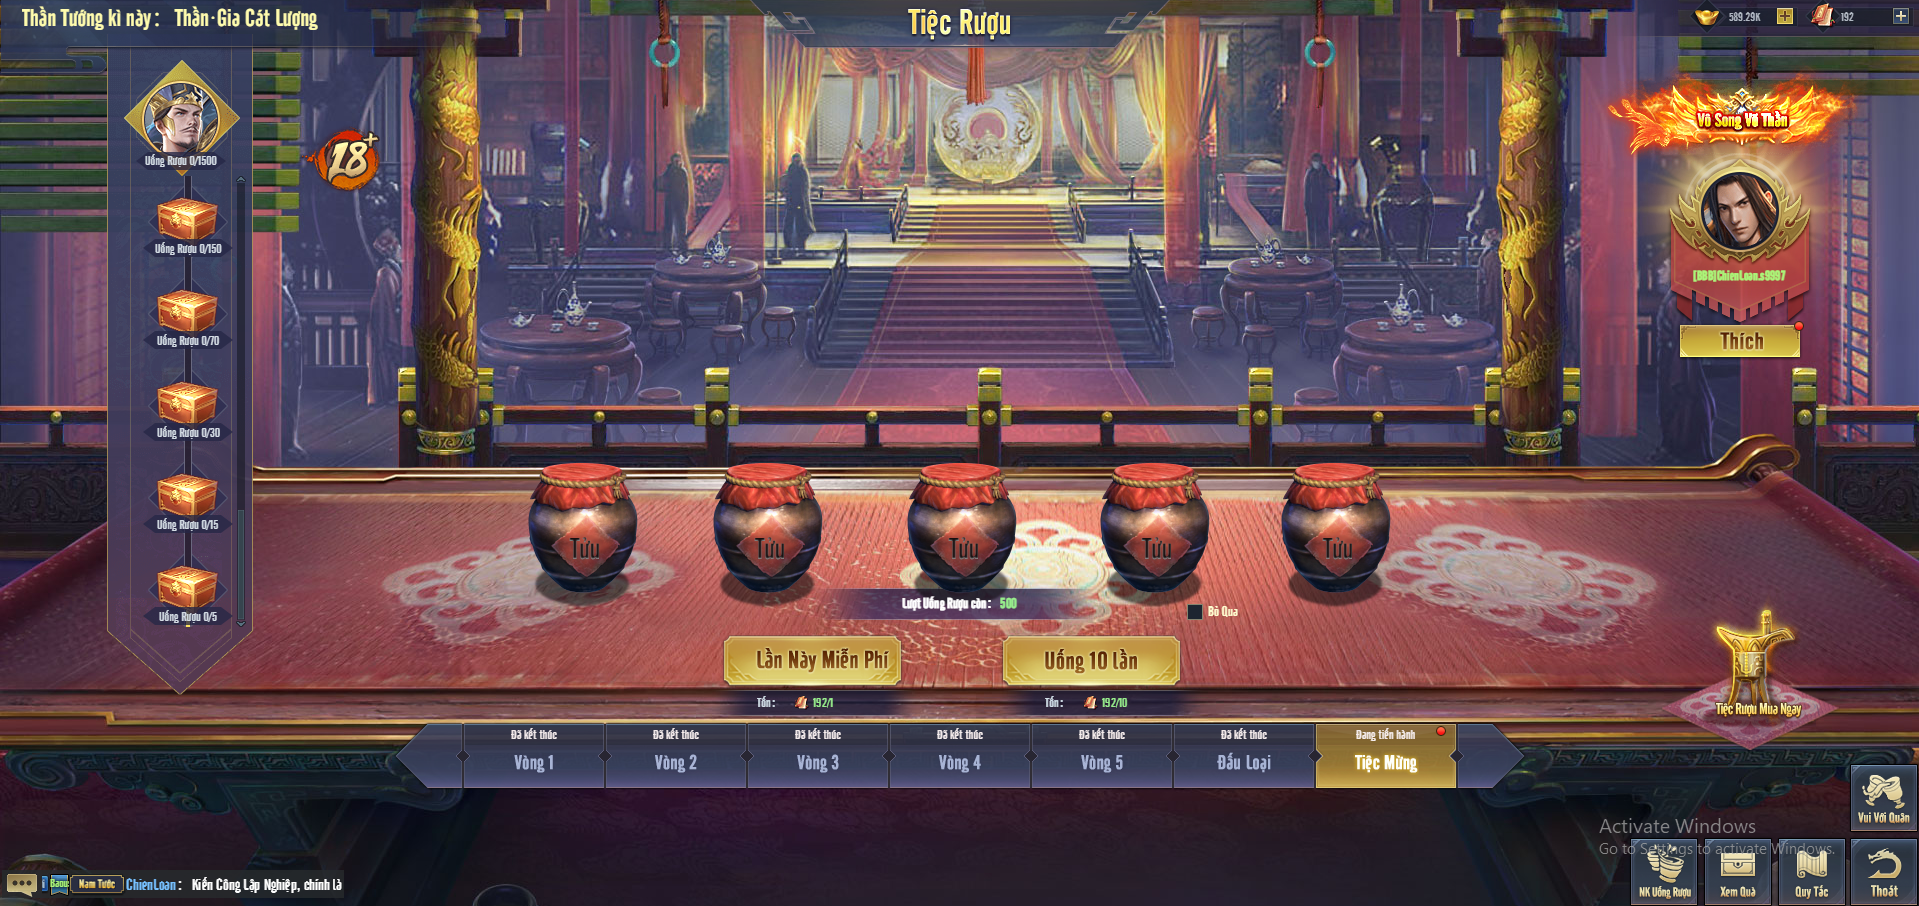 Thần Tướng kì này: Thần·Gia Cát Lượng
Tiệc Rượu
589.29K
192
Uống Rượu 0/1500
18+
Uống Rượu 0/150
Uống Rượu 0/70
Uống Rượu 0/30
Uống Rượu 0/15
Uống Rượu 0/5
Vô Song Võ Thần
[BBB]ChienLoan.s9997
Thích
Tửu
Tửu
Tửu
Tửu
Tửu
Lượt Uống Rượu còn: 500
Bỏ Qua
Lần Này Miễn Phí
Uống 10 lần
Tốn: 192/1
Tốn: 192/10
Tiệc Rượu Mua Ngay
Đã kết thúc
Vòng 1
Đã kết thúc
Vòng 2
Đã kết thúc
Vòng 3
Đã kết thúc
Vòng 4
Đã kết thúc
Vòng 5
Đã kết thúc
Đấu Loại
Đang tiến hành
Tiệc Mừng
Vui Với Quân
Activate Windows
Go to Settings to activate Windows.
NK Uống Rượu
Xem Quà
Quy Tắc
Thoát
Nam Tước ChienLoan: Kiến Công Lập Nghiệp, chính là